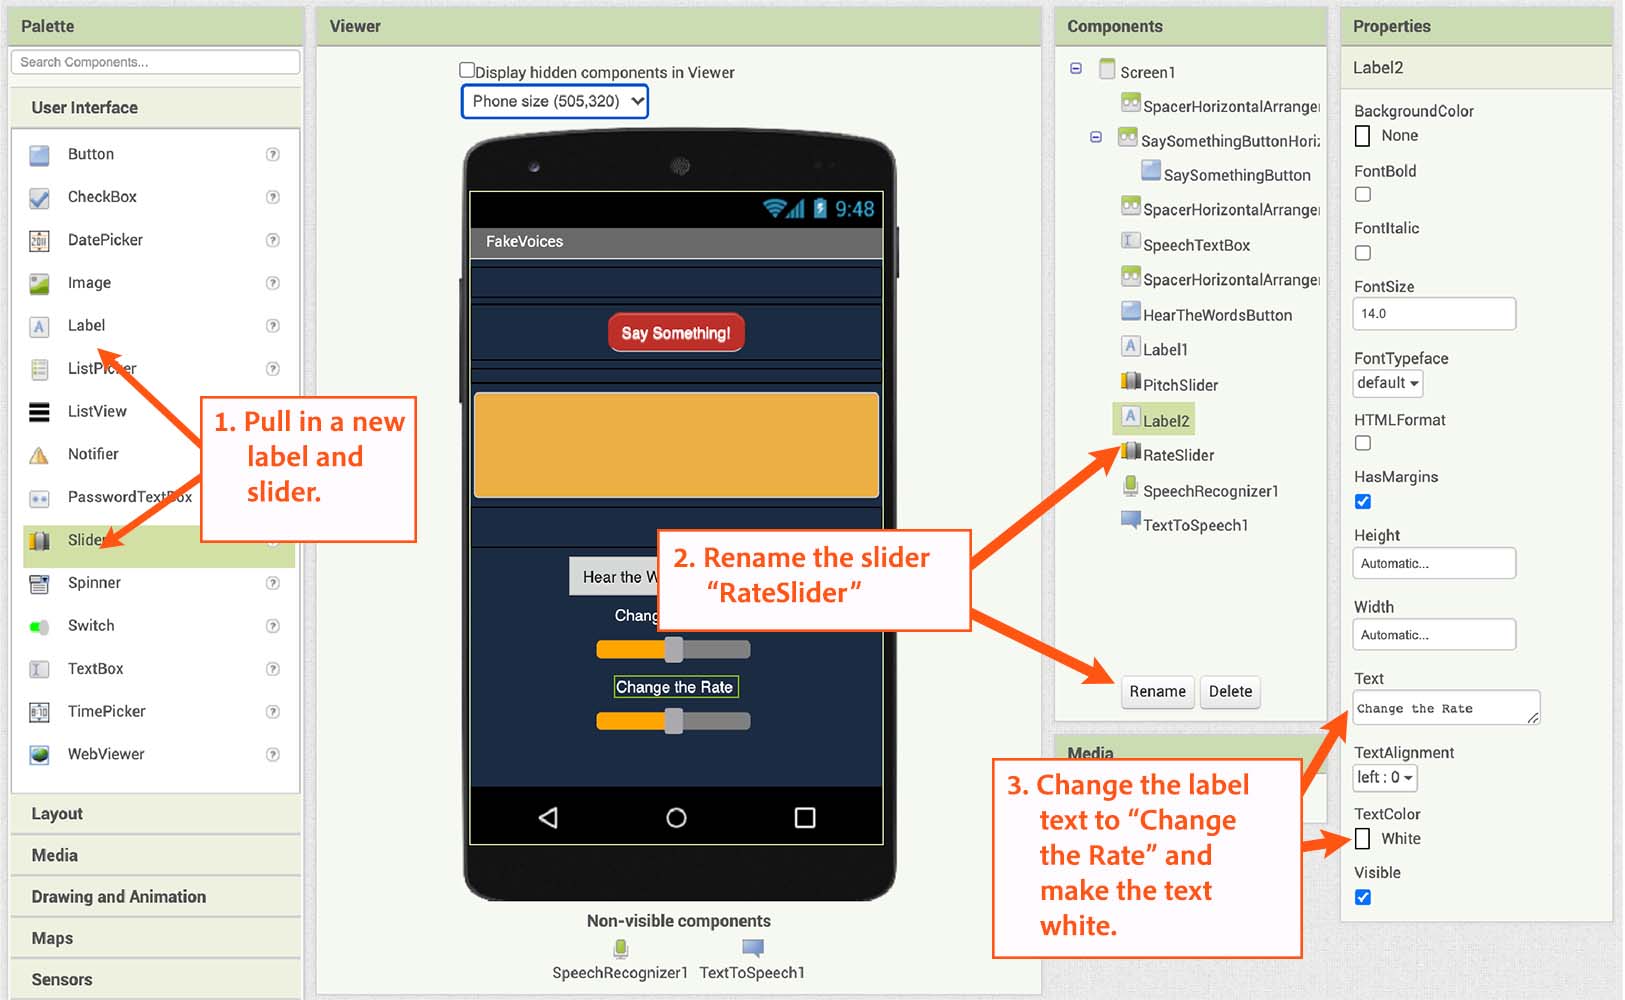 Palette
Search Components...
User Interface
Button
CheckBox
DatePicker
Image
Label
ListPicker
ListView
Notifier
PasswordTextBox
Slider
Spinner
Switch
TextBox
TimePicker
WebViewer
Layout
Media
Drawing and Animation
Maps
Sensors
1. Pull in a new
label and
slider.
Viewer
Display hidden components in Viewer
Phone size (505,320)
9:48
FakeVoices
Say Something!
Hear the W
Chang
Change the Rate
Non-visible components
SpeechRecognizer1
TextToSpeech1
2. Rename the slider
“RateSlider”
Components
Screen1
SpacerHorizontalArranger
SaySomethingButtonHoriz
SaySomethingButton
SpacerHorizontalArranger
SpeechTextBox
SpacerHorizontalArranger
HearTheWordsButton
Label1
PitchSlider
Label2
RateSlider
SpeechRecognizer1
TextToSpeech1
Rename
Delete
Media
3. Change the label
text to “Change
the Rate” and
make the text
white.
Properties
Label2
BackgroundColor
None
FontBold
FontItalic
FontSize
14.0
FontTypeface
default
HTMLFormat
HasMargins
Height
Automatic...
Width
Automatic...
Text
Change the Rate
TextAlignment
left : 0
TextColor
White
Visible